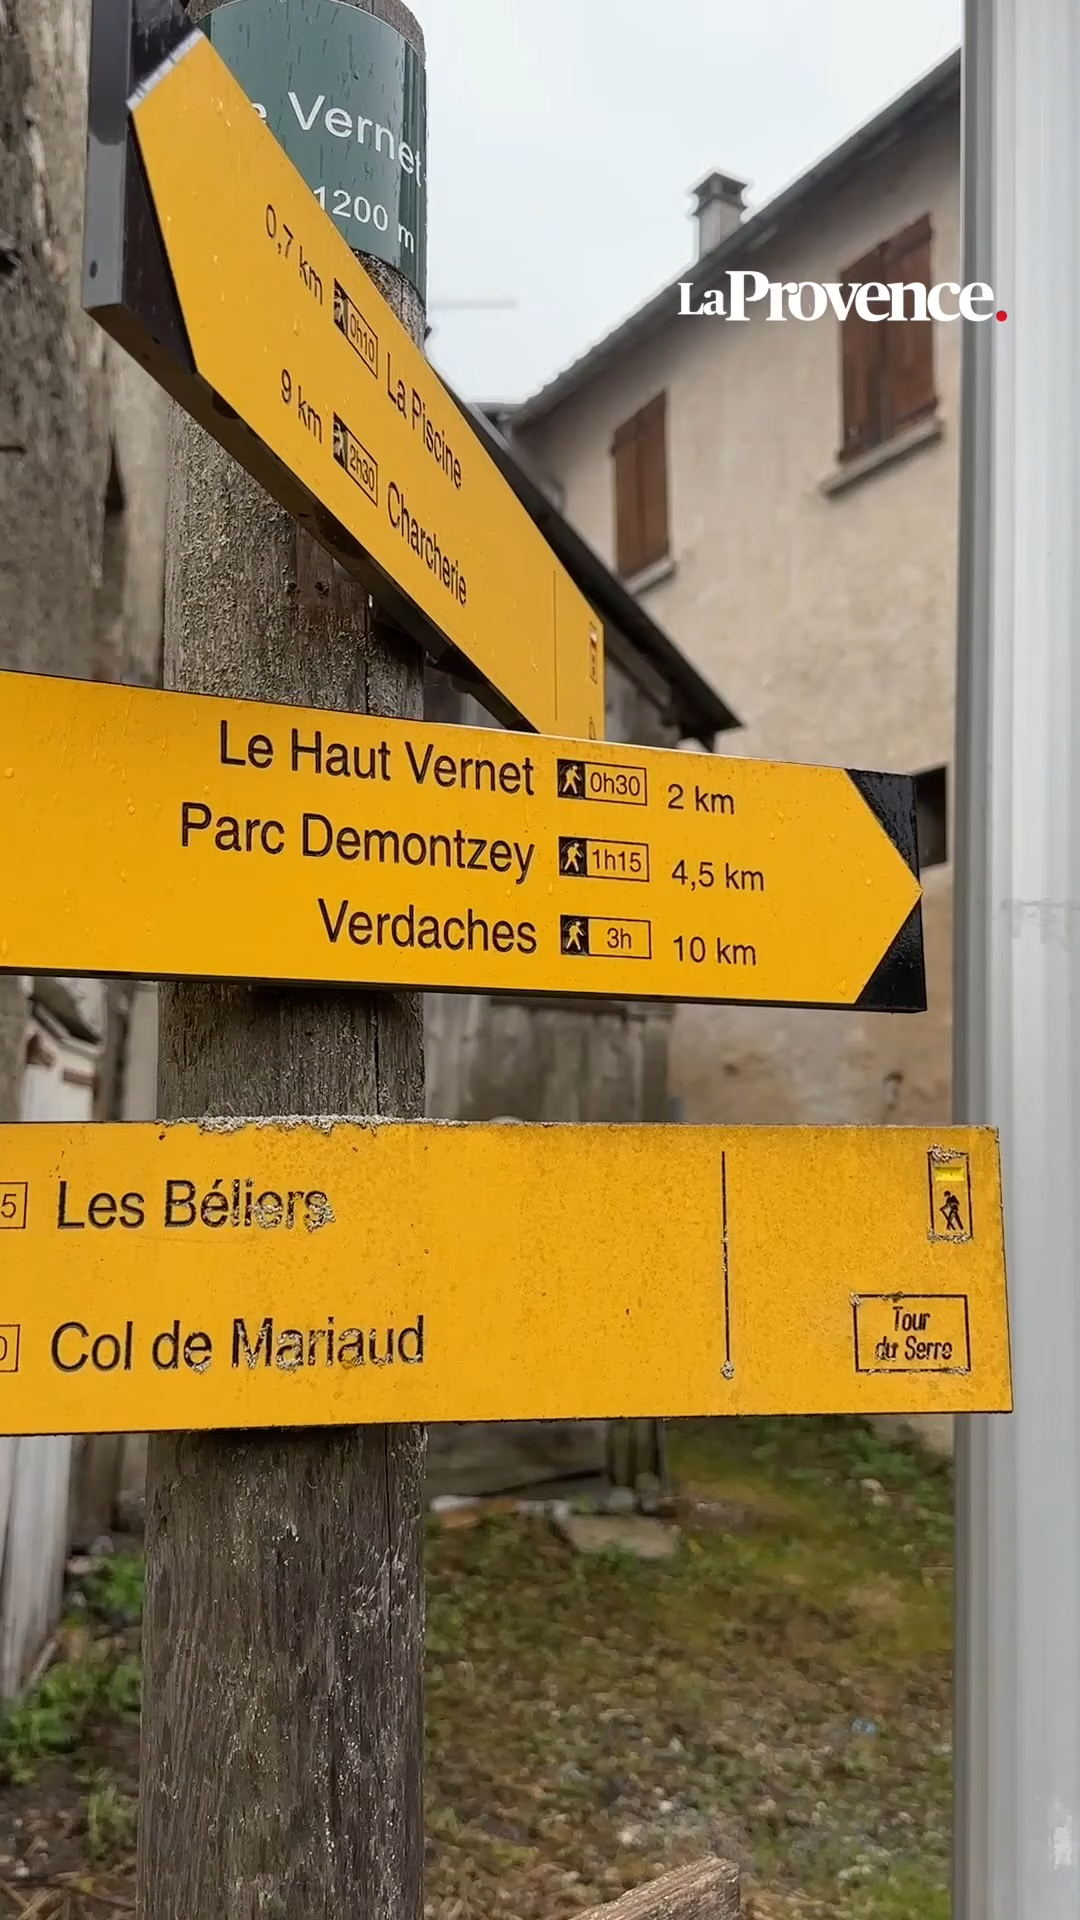 Vernet
1200 m
LaProvence.
0,7 km 0h10 La Piscine
9 km 2h30 Charcherie
Le Haut Vernet 0h30 2 km
Parc Demontzey 1h15 4,5 km
Verdaches 3h 10 km
5 Les Béliers
Col de Mariaud
Tour
du Serre